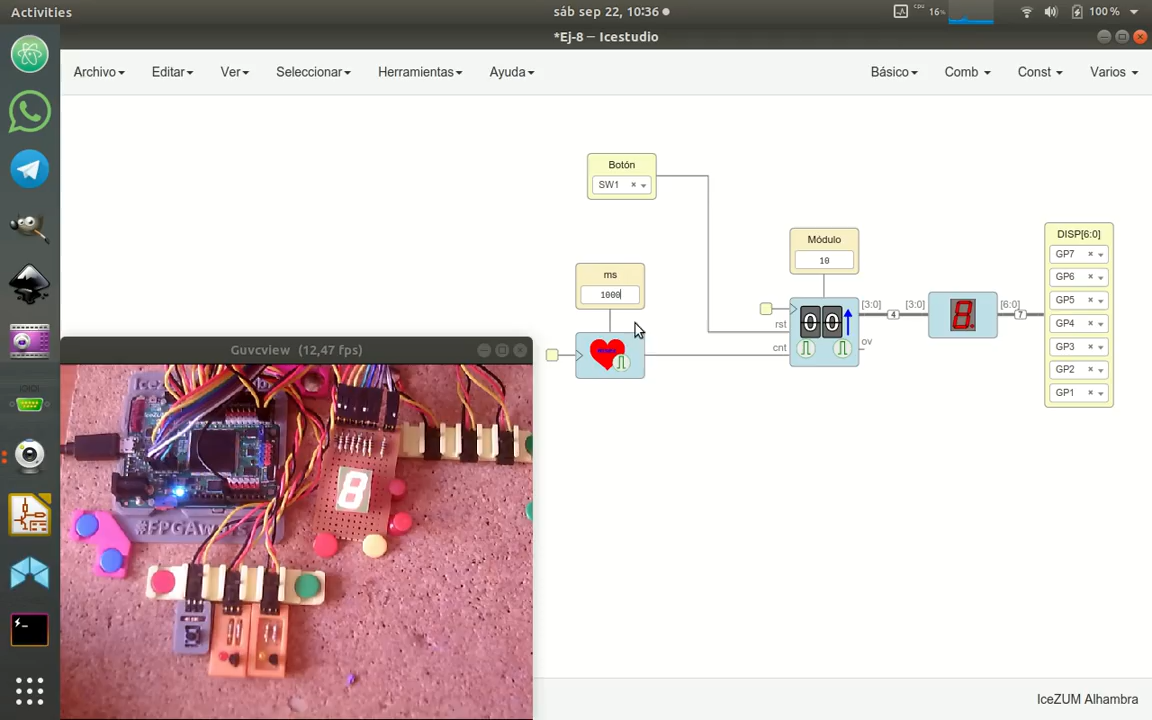 Activities
sáb sep 22, 10:36
cpu
16%
100 %
*Ej-8 – Icestudio
Archivo
Editar
Ver
Seleccionar
Herramientas
Ayuda
Básico
Comb
Const
Varios
Botón
SW1
ms
1000
Módulo
10
rst
cnt
ov
[3:0]
4
[3:0]
[6:0]
7
DISP[6:0]
GP7
GP6
GP5
GP4
GP3
GP2
GP1
Guvcview (12,47 fps)
#FPGAwars
IceZUM Alhambra